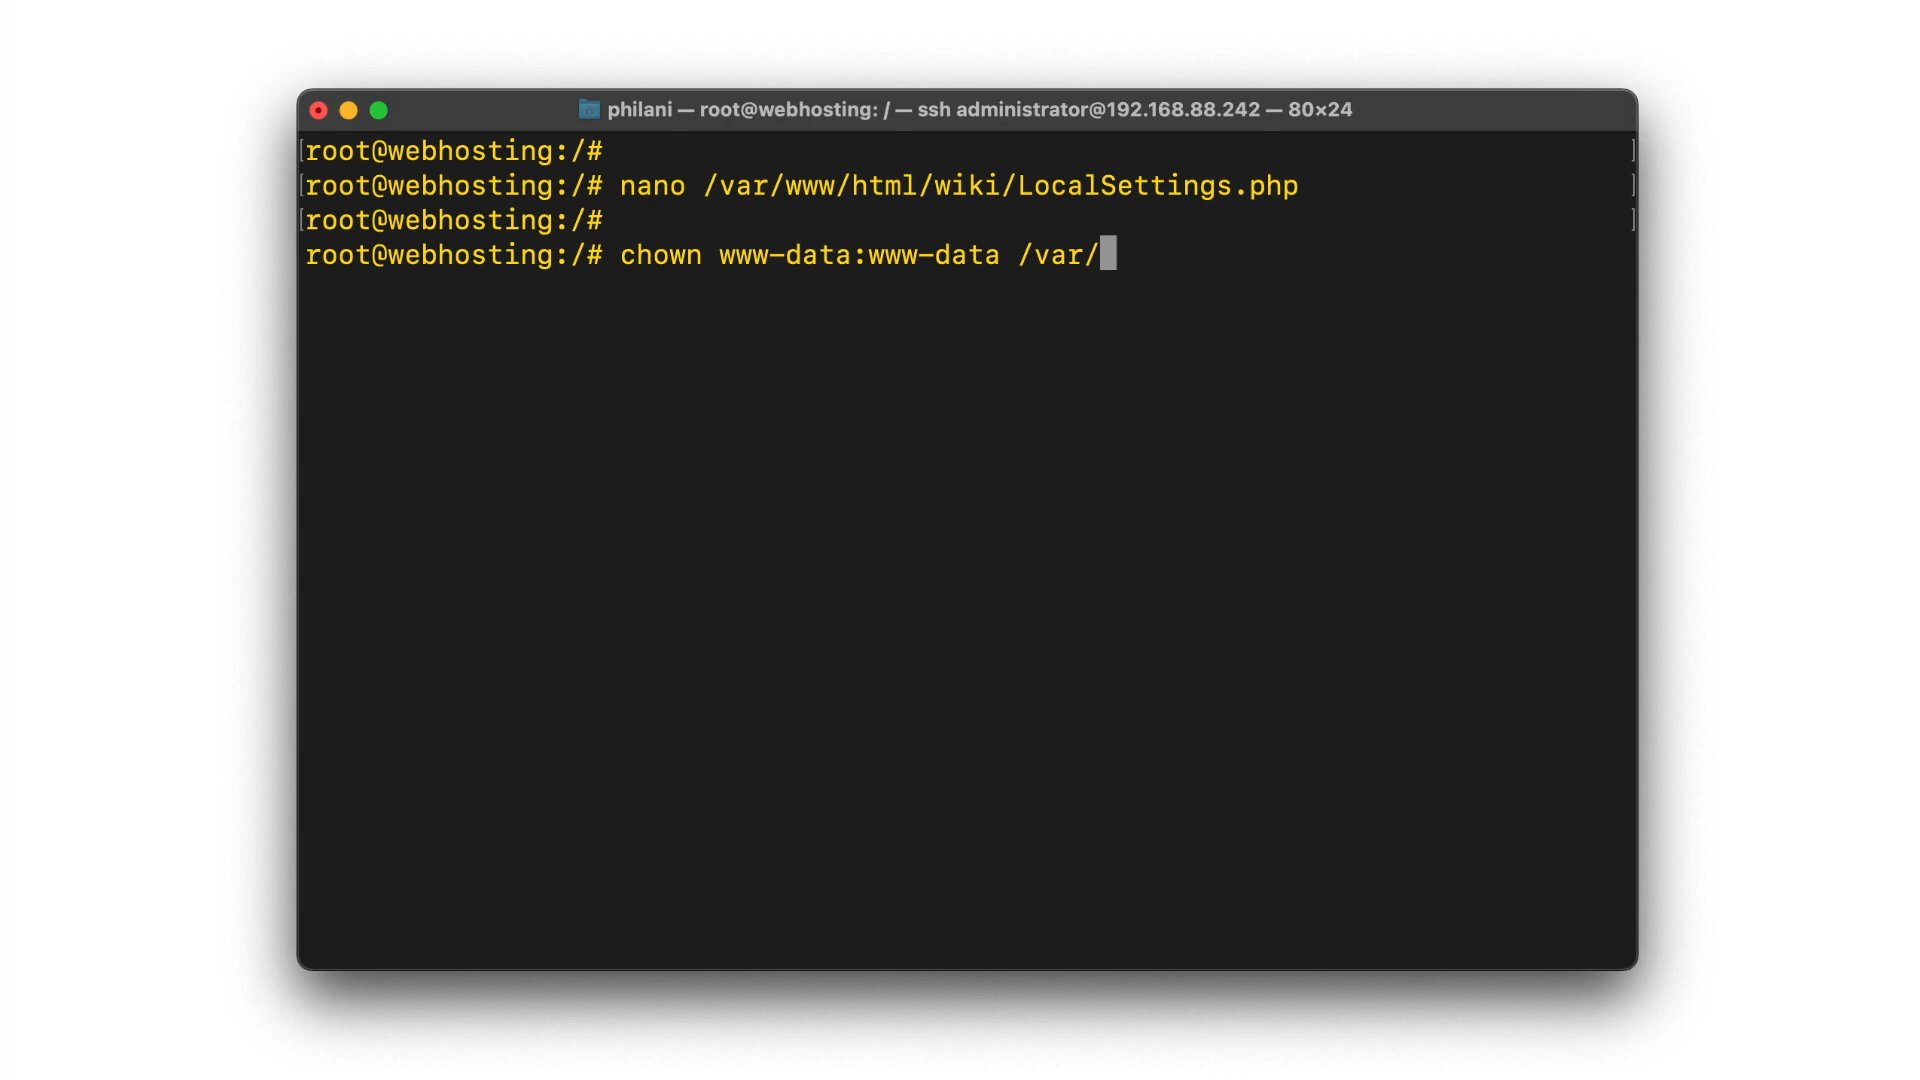 philani — root@webhosting: / — ssh administrator@192.168.88.242 — 80×24
[root@webhosting:/# ]
[root@webhosting:/# nano /var/www/html/wiki/LocalSettings.php ]
[root@webhosting:/# ]
root@webhosting:/# chown www-data:www-data /var/